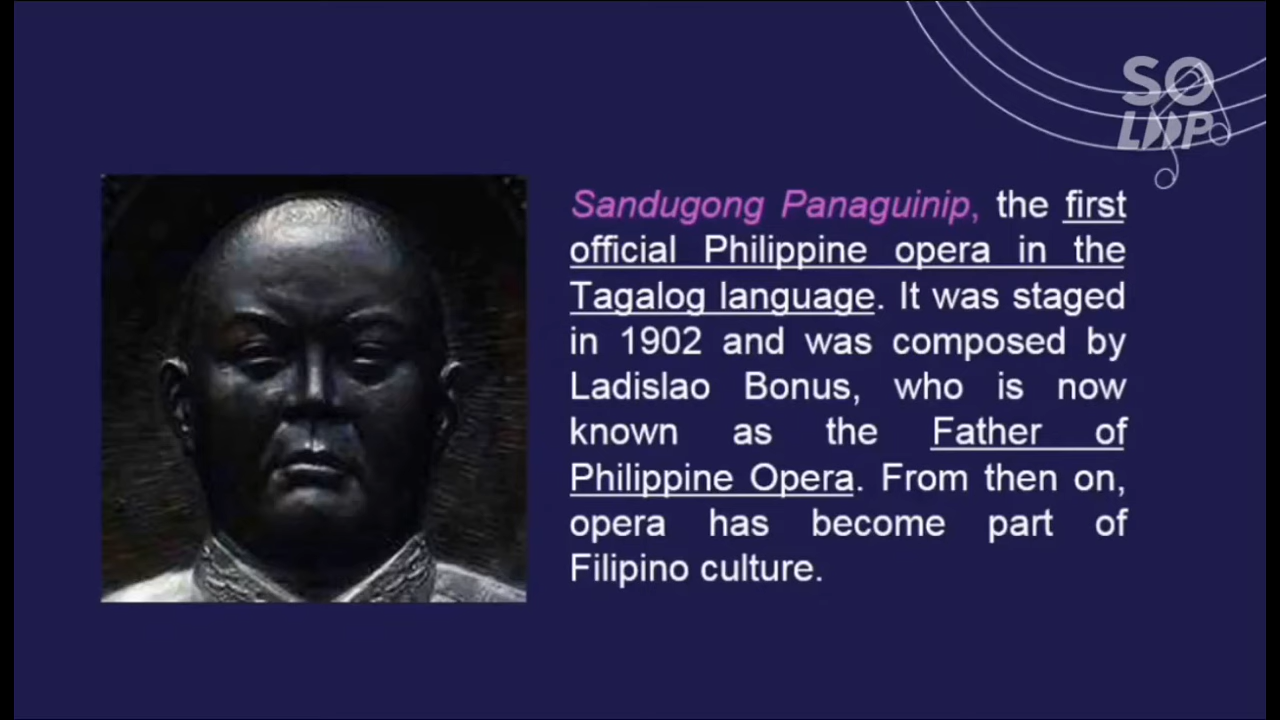 SO
LOOP
Sandugong Panaguinip, the first
official Philippine opera in the
Tagalog language. It was staged
in 1902 and was composed by
Ladislao Bonus, who is now
known as the Father of
Philippine Opera. From then on,
opera has become part of
Filipino culture.